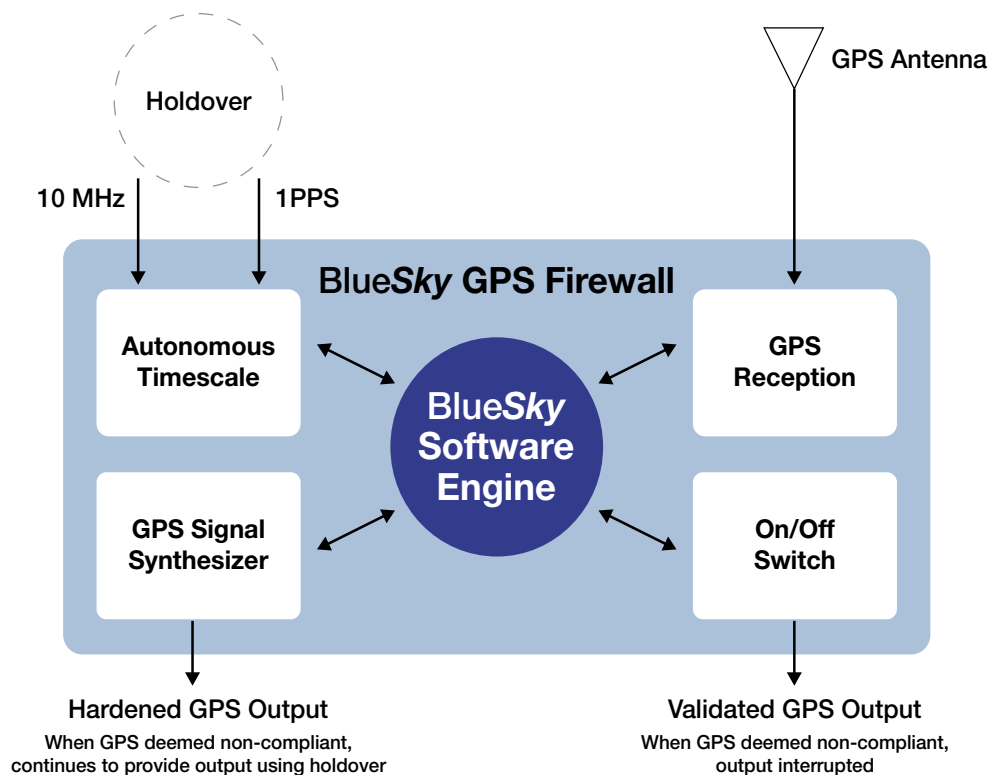 Holdover
GPS Antenna
10 MHz
1PPS
BlueSky GPS Firewall
Autonomous
Timescale
GPS
Reception
BlueSky
Software
Engine
GPS Signal
Synthesizer
On/Off
Switch
Hardened GPS Output
When GPS deemed non-compliant,
continues to provide output using holdover
Validated GPS Output
When GPS deemed non-compliant,
output interrupted